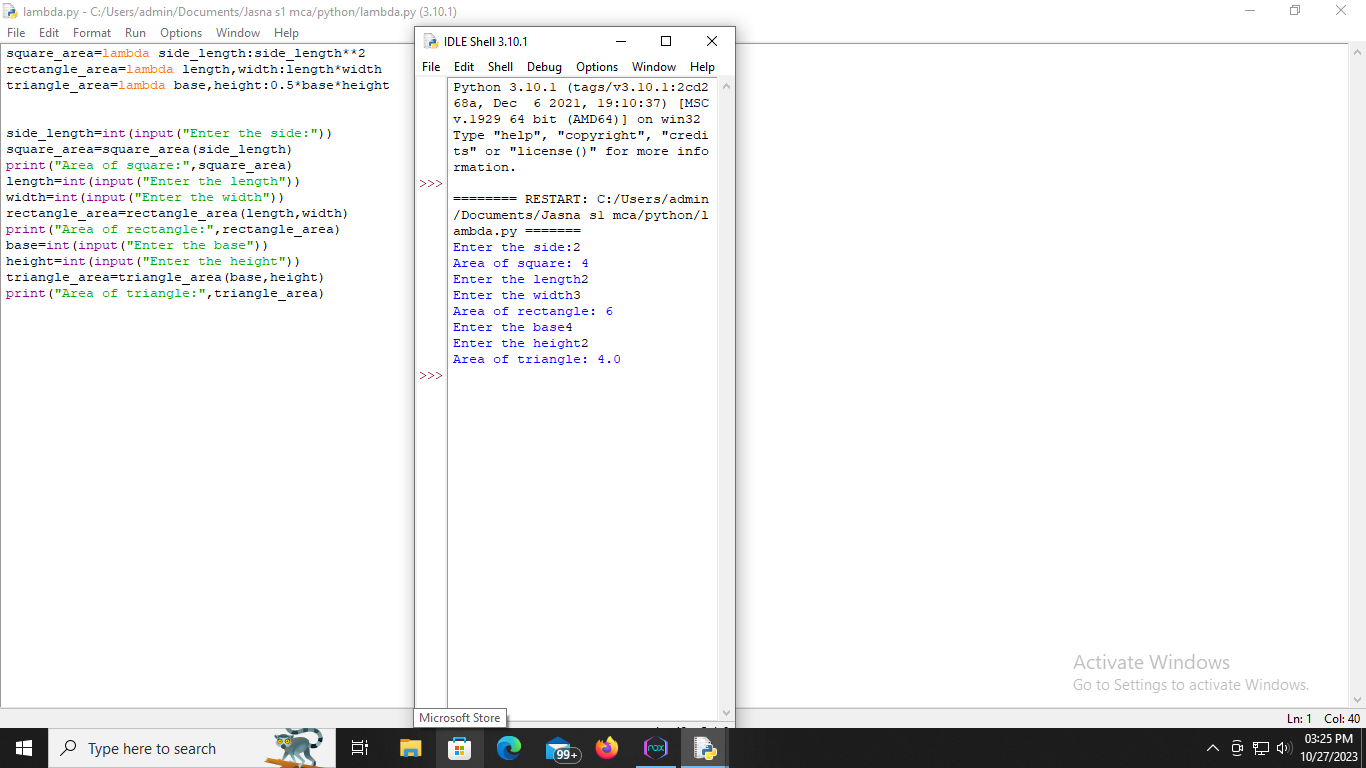 lambda.py - C:/Users/admin/Documents/Jasna s1 mca/python/lambda.py (3.10.1)
File Edit Format Run Options Window Help
square_area=lambda side_length:side_length**2
rectangle_area=lambda length,width:length*width
triangle_area=lambda base,height:0.5*base*height
side_length=int(input("Enter the side:"))
square_area=square_area(side_length)
print("Area of square:",square_area)
length=int(input("Enter the length"))
width=int(input("Enter the width"))
rectangle_area=rectangle_area(length,width)
print("Area of rectangle:",rectangle_area)
base=int(input("Enter the base"))
height=int(input("Enter the height"))
triangle_area=triangle_area(base,height)
print("Area of triangle:",triangle_area)
IDLE Shell 3.10.1
File Edit Shell Debug Options Window Help
Python 3.10.1 (tags/v3.10.1:2cd2
68a, Dec  6 2021, 19:10:37) [MSC
v.1929 64 bit (AMD64)] on win32
Type "help", "copyright", "credi
ts" or "license()" for more info
rmation.
>>>
======== RESTART: C:/Users/admin
/Documents/Jasna s1 mca/python/l
ambda.py =======
Enter the side:2
Area of square: 4
Enter the length2
Enter the width3
Area of rectangle: 6
Enter the base4
Enter the height2
Area of triangle: 4.0
>>>
Activate Windows
Go to Settings to activate Windows.
Microsoft Store
Ln: 1 Col: 40
Type here to search
99+
nox
03:25 PM
10/27/2023